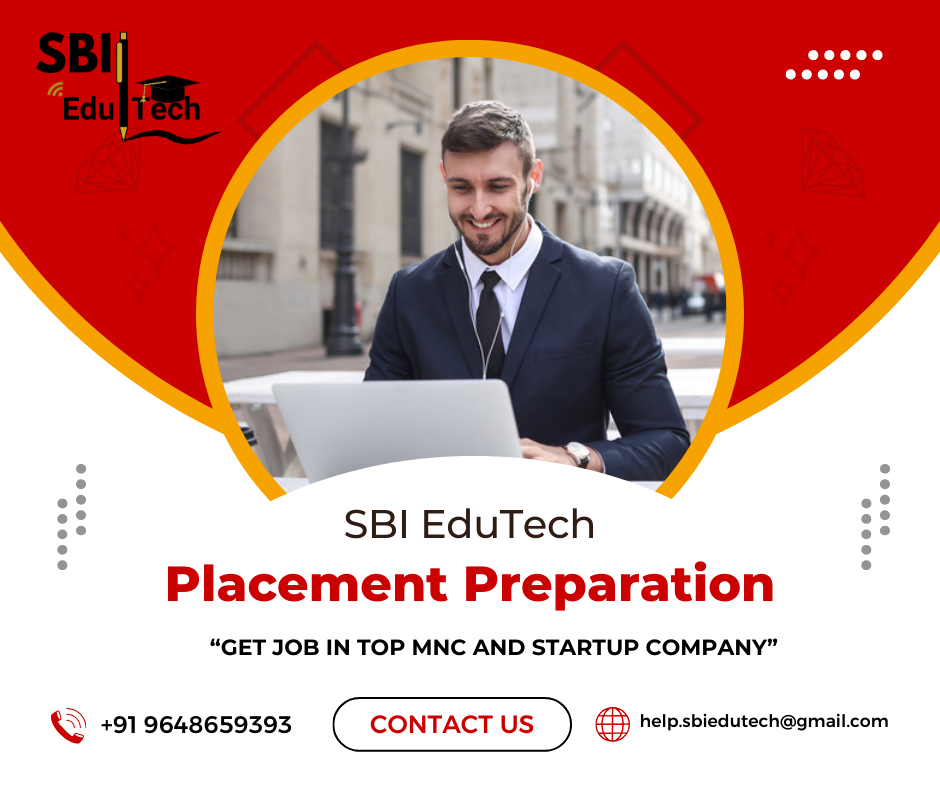 SBI
Edu Tech
SBI EduTech
Placement Preparation
“GET JOB IN TOP MNC AND STARTUP COMPANY”
+91 9648659393
CONTACT US
help.sbiedutech@gmail.com